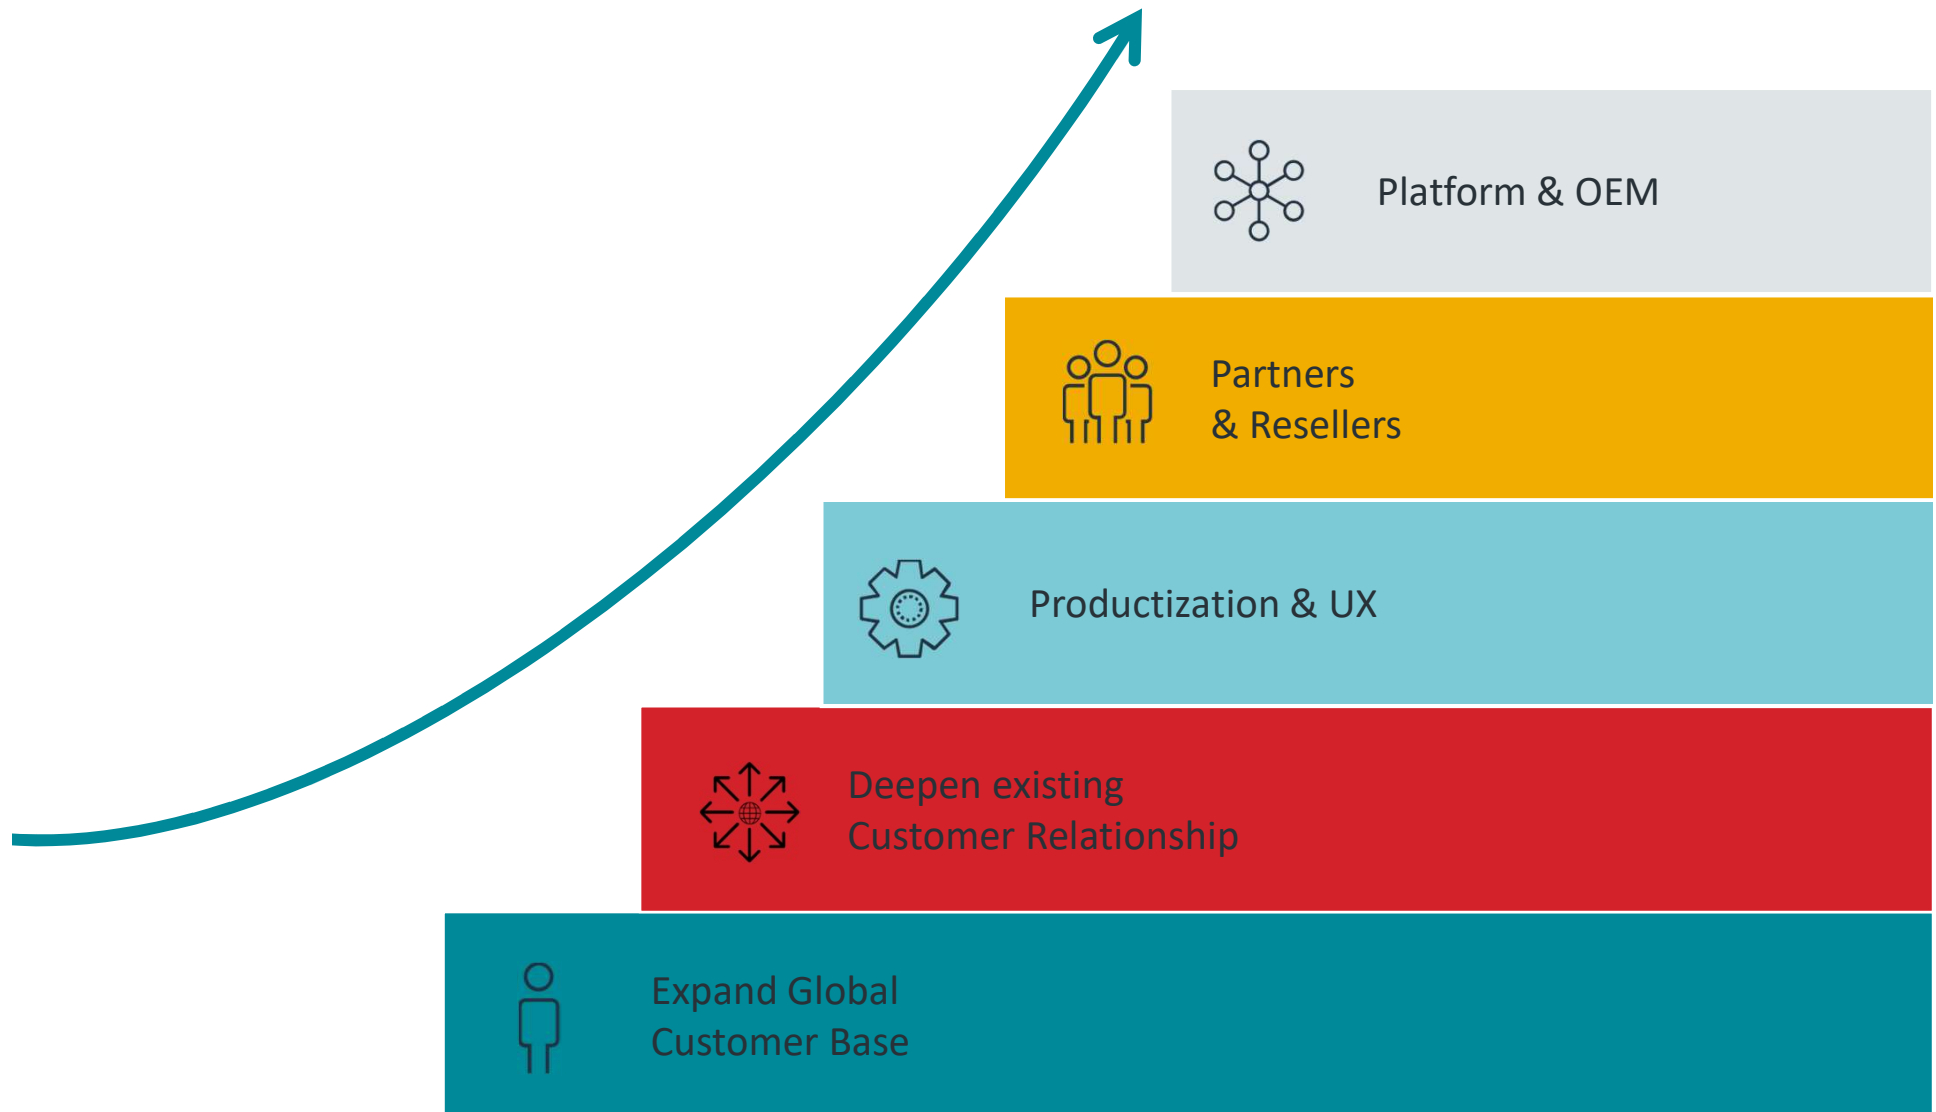 Platform & OEM
Partners
& Resellers
Productization & UX
Deepen existing
Customer Relationship
Expand Global
Customer Base